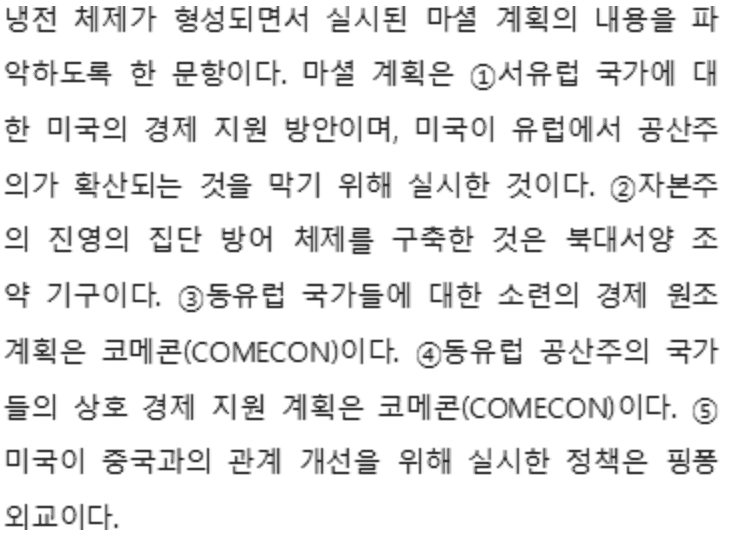 냉전 체제가 형성되면서 실시된 마셜 계획의 내용을 파
악하도록 한 문항이다. 마셜 계획은 ①서유럽 국가에 대
한 미국의 경제 지원 방안이며, 미국이 유럽에서 공산주
의가 확산되는 것을 막기 위해 실시한 것이다. ②자본주
의 진영의 집단 방어 체제를 구축한 것은 북대서양 조
약 기구이다. ③동유럽 국가들에 대한 소련의 경제 원조
계획은 코메콘(COMECON)이다. ④동유럽 공산주의 국가
들의 상호 경제 지원 계획은 코메콘(COMECON)이다. ⑤
미국이 중국과의 관계 개선을 위해 실시한 정책은 핑퐁
외교이다.